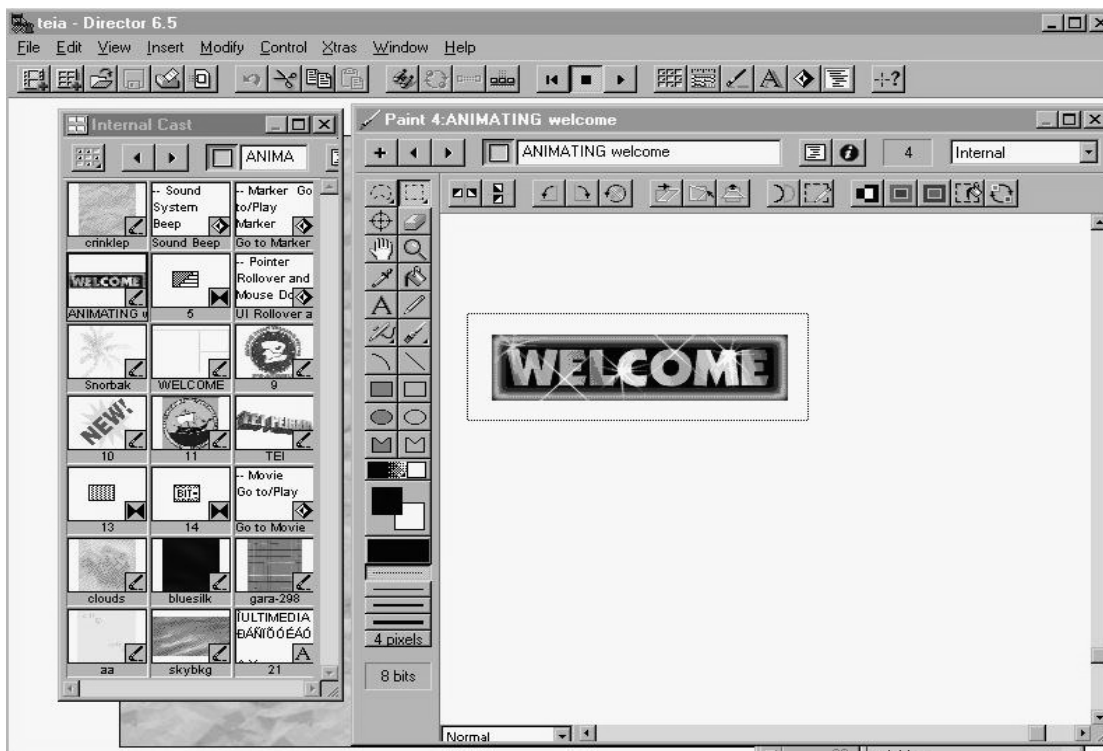 teia - Director 6.5
File Edit View Insert Modify Control Xtras Window Help
Internal Cast
ANIMA
crinklep
-- Sound
System
Beep
Sound Beep
-- Marker Go
to/Play
Marker
Go to Marker
WELCOME
ANIMATING w
5
-- Pointer
Rollover and
Mouse Do
UI Rollover a
Snorbak
WELCOME
9
NEW!
10
11
TEI
13
BIT-
14
-- Movie
Go to/Play
Go to Movie
clouds
bluesilk
gara-298
aa
skybkg
ÏULTIMEDIA
ÐÁÑÏÕÓÉÁÓ
21
Paint 4:ANIMATING welcome
ANIMATING welcome
4
Internal
WELCOME
4 pixels
8 bits
Normal